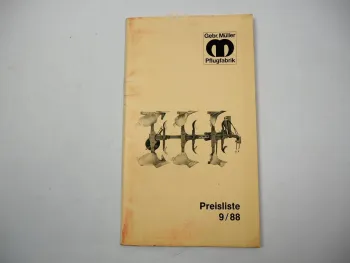 Gebr. Müller
Pflugfabrik
Preisliste
9/88